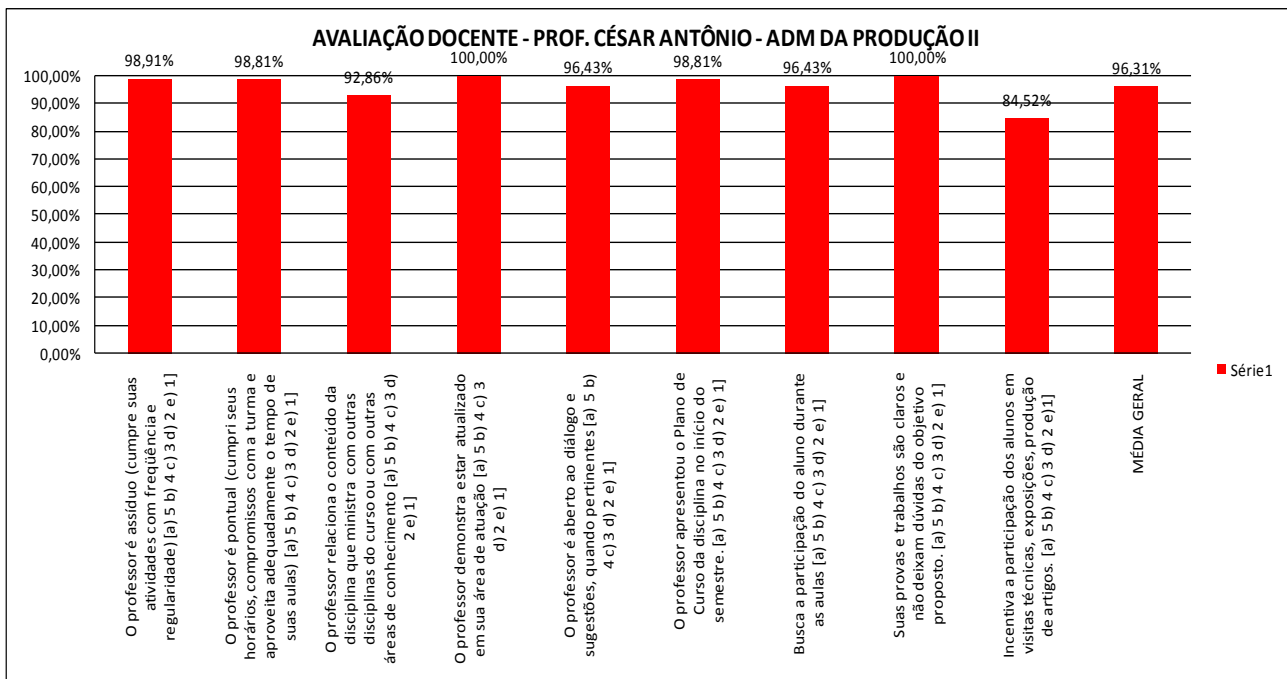 AVALIAÇÃO DOCENTE - PROF. CÉSAR ANTÔNIO - ADM DA PRODUÇÃO II
98,91%
98,81%
92,86%
100,00%
96,43%
98,81%
96,43%
100,00%
84,52%
96,31%
100,00%
90,00%
80,00%
70,00%
60,00%
50,00%
40,00%
30,00%
20,00%
10,00%
0,00%
O professor é assíduo (cumpre suas
atividades com freqüência e
regularidade) [a) 5 b) 4 c) 3 d) 2 e) 1]
O professor é pontual (cumpri seus
horários, compromissos com a turma e
aproveita adequadamente o tempo de
suas aulas) [a) 5 b) 4 c) 3 d) 2 e) 1]
O professor relaciona o conteúdo da
disciplina que ministra com outras
disciplinas do curso ou com outras
áreas de conhecimento [a) 5 b) 4 c) 3 d)
2 e) 1]
O professor demonstra estar atualizado
em sua área de atuação [a) 5 b) 4 c) 3
d) 2 e) 1]
O professor é aberto ao diálogo e
sugestões, quando pertinentes [a) 5 b)
4 c) 3 d) 2 e) 1]
O professor apresentou o Plano de
Curso da disciplina no início do
semestre. [a) 5 b) 4 c) 3 d) 2 e) 1]
Busca a participação do aluno durante
as aulas [a) 5 b) 4 c) 3 d) 2 e) 1]
Suas provas e trabalhos são claros e
não deixam dúvidas do objetivo
proposto. [a) 5 b) 4 c) 3 d) 2 e) 1]
Incentiva a participação dos alunos em
visitas técnicas, exposições, produção
de artigos. [a) 5 b) 4 c) 3 d) 2 e) 1]
MÉDIA GERAL
Série1